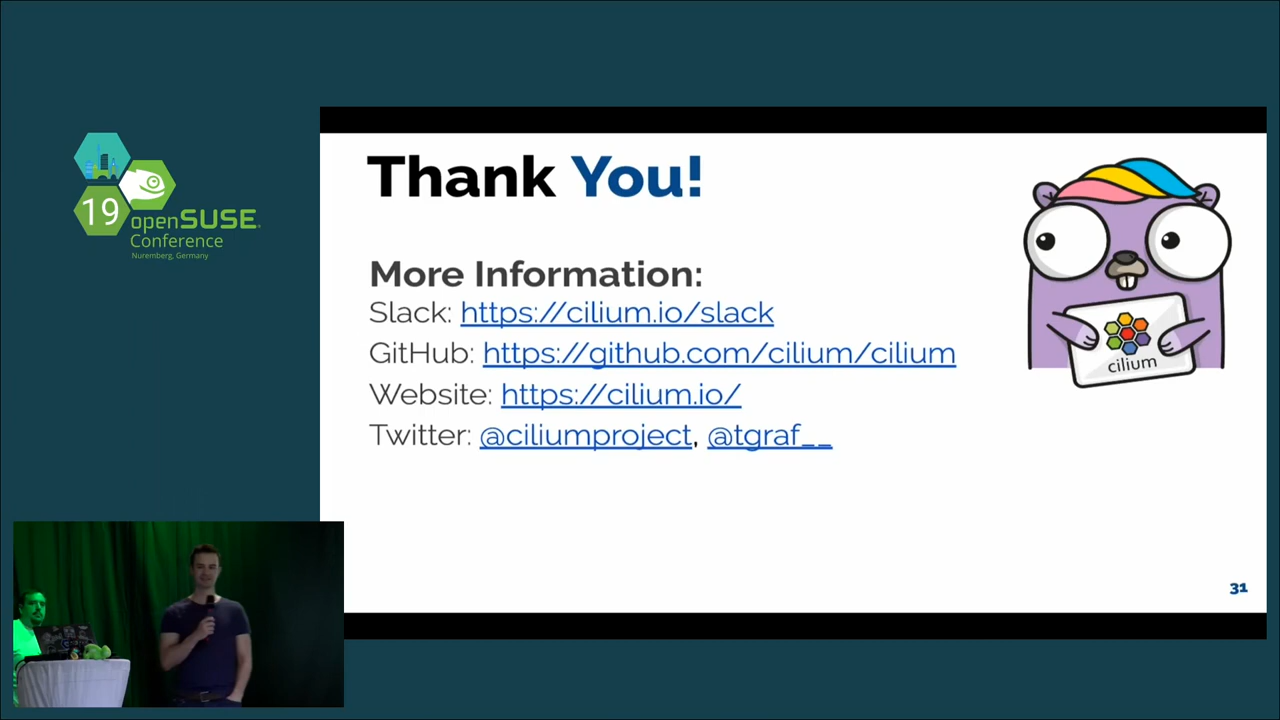 19
openSUSE
Conference
Nuremberg, Germany
Thank You!
More Information:
Slack: https://cilium.io/slack
GitHub: https://github.com/cilium/cilium
Website: https://cilium.io/
Twitter: @ciliumproject, @tgraf__
cilium
31